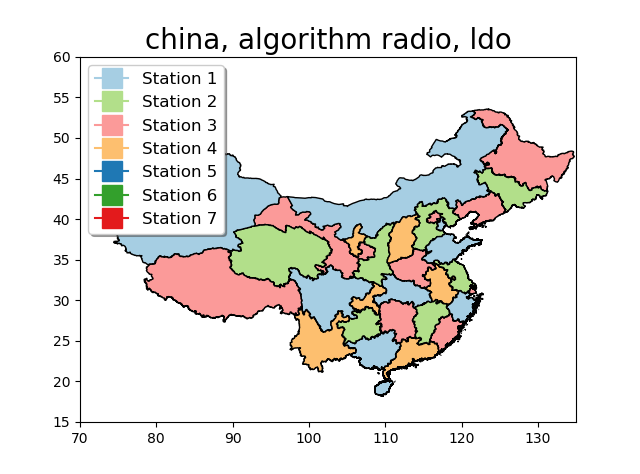 china, algorithm radio, ldo
Station 1
Station 2
Station 3
Station 4
Station 5
Station 6
Station 7
60
55
50
45
40
35
30
25
20
15
70 80 90 100 110 120 130